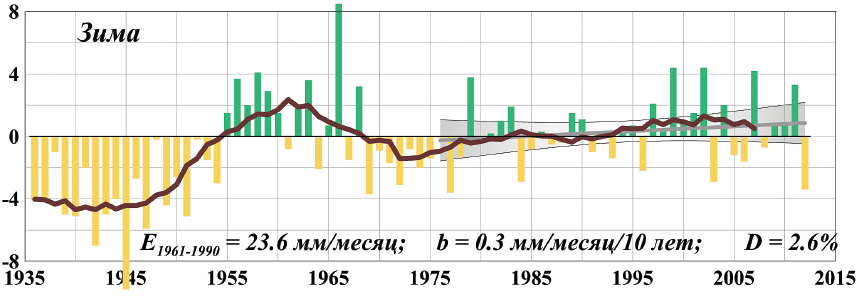 8
Зима
4
0
-4
E1961-1990 = 23.6 мм/месяц; b = 0.3 мм/месяц/10 лет; D = 2.6%
-8
1935 1945 1955 1965 1975 1985 1995 2005 2015